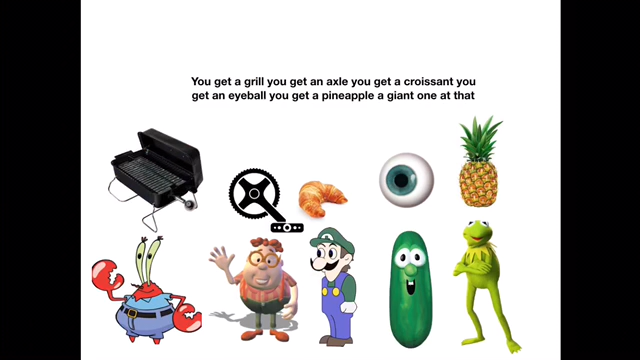 You get a grill you get an axle you get a croissant you
get an eyeball you get a pineapple a giant one at that